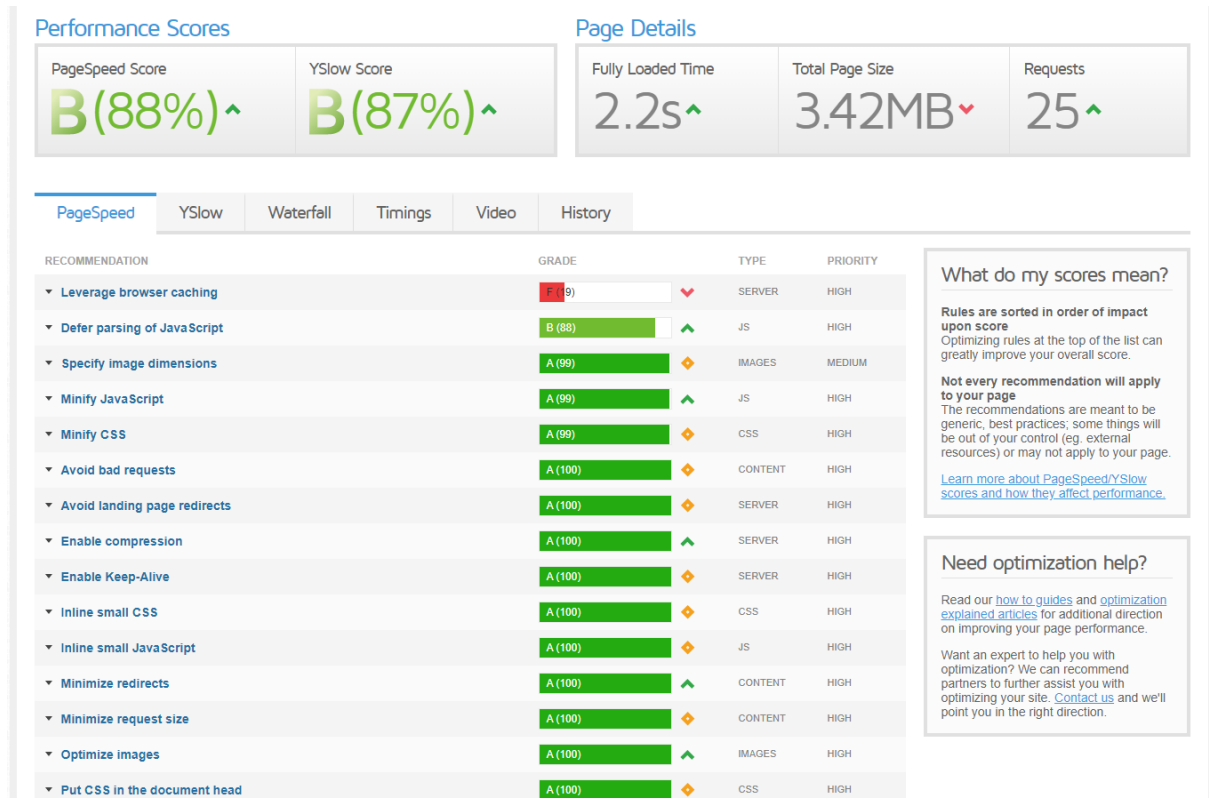 Performance Scores
Page Details
PageSpeed Score
YSlow Score
Fully Loaded Time
Total Page Size
Requests
B(88%)
B(87%)
2.2s
3.42MB
25
PageSpeed
YSlow
Waterfall
Timings
Video
History
RECOMMENDATION GRADE TYPE PRIORITY
Leverage browser caching F (19) SERVER HIGH
Defer parsing of JavaScript B (88) JS HIGH
Specify image dimensions A (99) IMAGES MEDIUM
Minify JavaScript A (99) JS HIGH
Minify CSS A (99) CSS HIGH
Avoid bad requests A (100) CONTENT HIGH
Avoid landing page redirects A (100) SERVER HIGH
Enable compression A (100) SERVER HIGH
Enable Keep-Alive A (100) SERVER HIGH
Inline small CSS A (100) CSS HIGH
Inline small JavaScript A (100) JS HIGH
Minimize redirects A (100) CONTENT HIGH
Minimize request size A (100) CONTENT HIGH
Optimize images A (100) IMAGES HIGH
Put CSS in the document head A (100) CSS HIGH
What do my scores mean?
Rules are sorted in order of impact
upon score
Optimizing rules at the top of the list can
greatly improve your overall score.
Not every recommendation will apply
to your page
The recommendations are meant to be
generic, best practices; some things will
be out of your control (eg. external
resources) or may not apply to your page.
Learn more about PageSpeed/YSlow
scores and how they affect performance.
Need optimization help?
Read our how to guides and optimization
explained articles for additional direction
on improving your page performance.
Want an expert to help you with
optimization? We can recommend
partners to further assist you with
optimizing your site. Contact us and we'll
point you in the right direction.